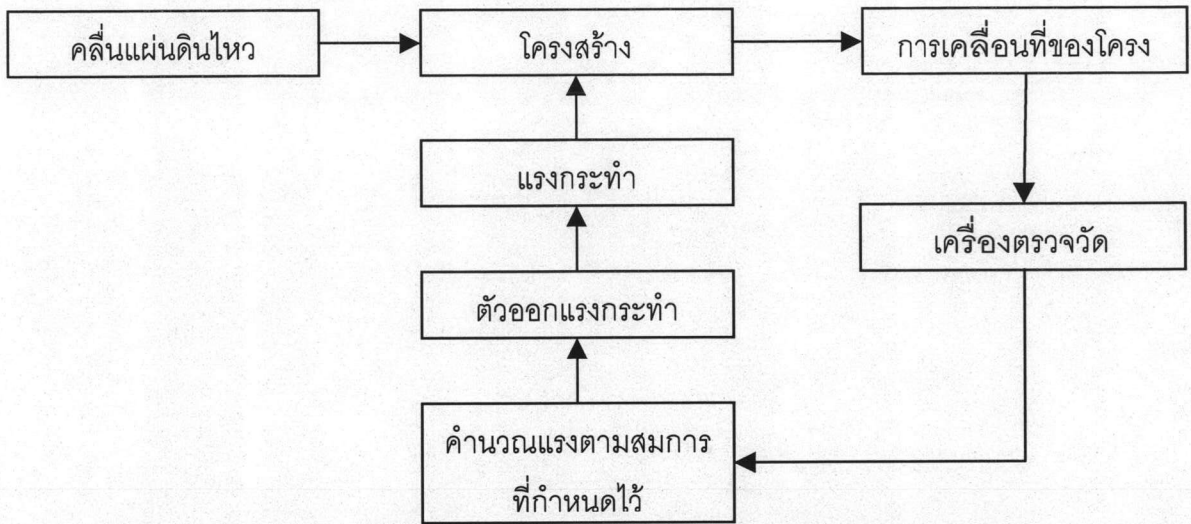 คลื่นแผ่นดินไหว
โครงสร้าง
การเคลื่อนที่ของโครง
แรงกระทำ
เครื่องตรวจวัด
ตัวออกแรงกระทำ
คำนวณแรงตามสมการ
ที่กำหนดไว้